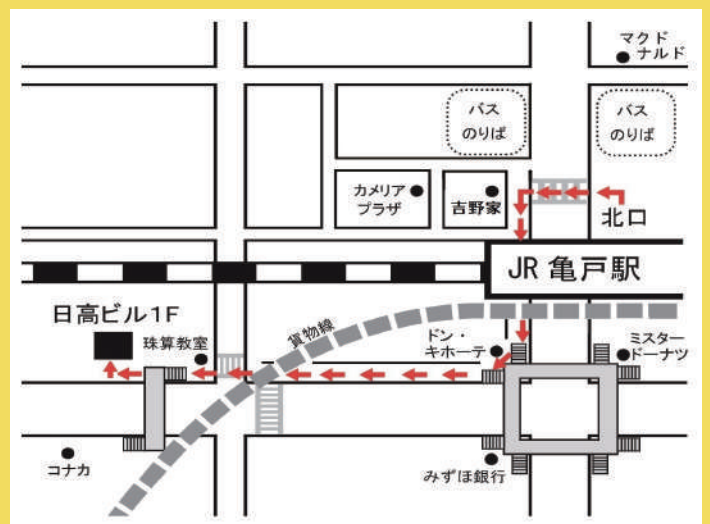 マクド
ナルド
バス
のりば
バス
のりば
カメリア
プラザ
吉野家
北口
JR 亀戸駅
日高ビル1F
貨物線
珠算教室
ドン・
キホーテ
ミスター
ドーナツ
コナカ
みずほ銀行